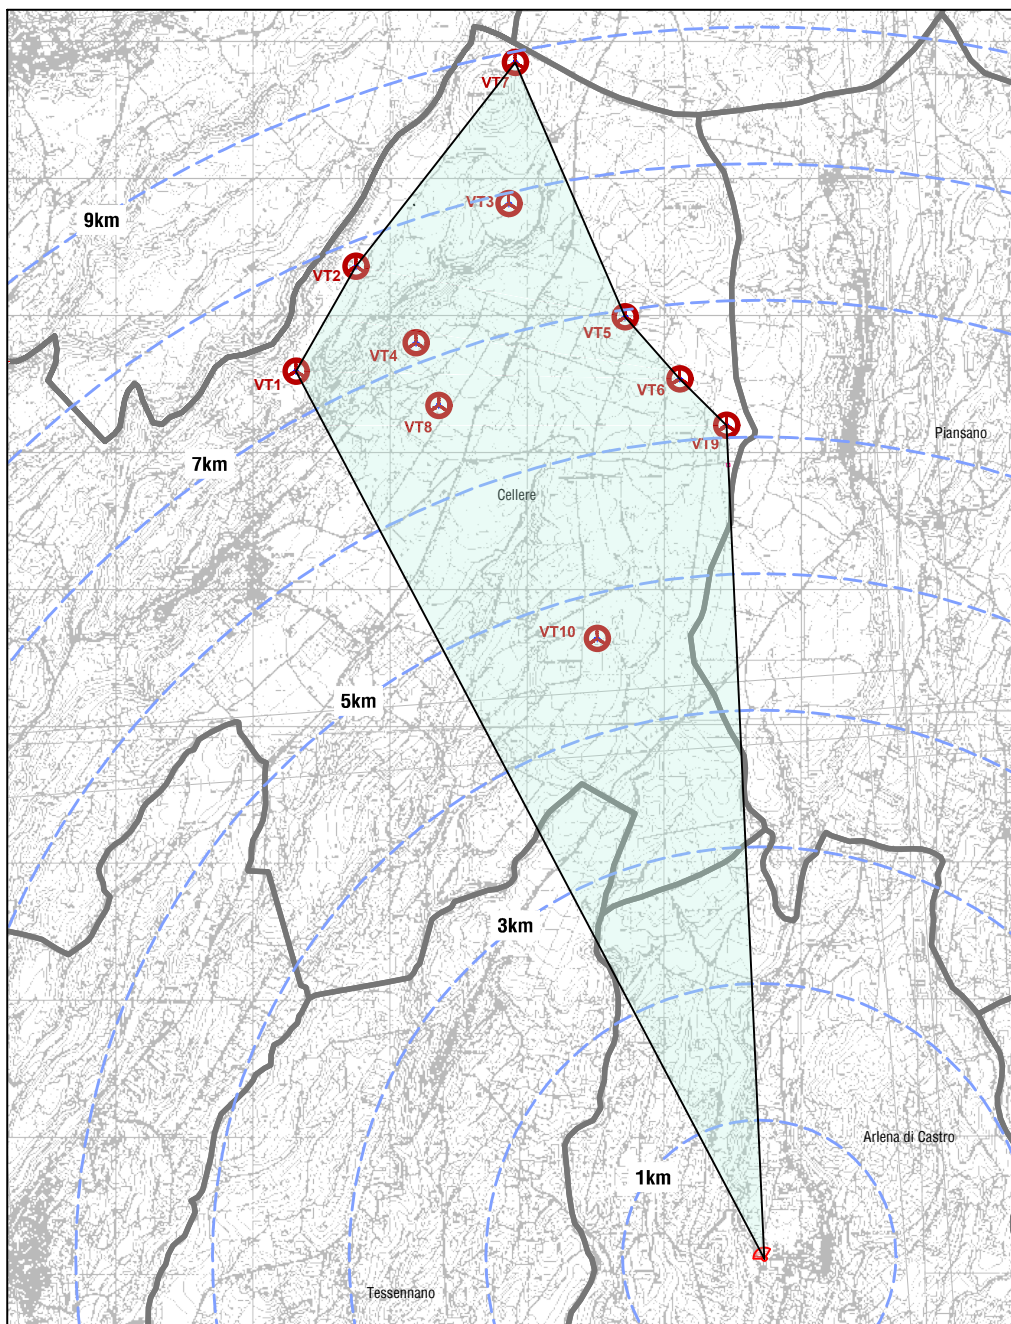 VT7
VT3
9km
VT2
VT5
VT4
VT1
VT6
VT8
Piansano
VT9
7km
Cellere
VT10
5km
3km
Arlena di Castro
1km
Tessennano